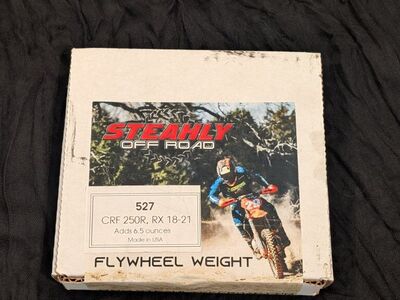 STEAHLY
OFF ROAD
527
CRF 250R, RX 18-21
Adds 6.5 ounces
Made in USA
FLYWHEEL WEIGHT